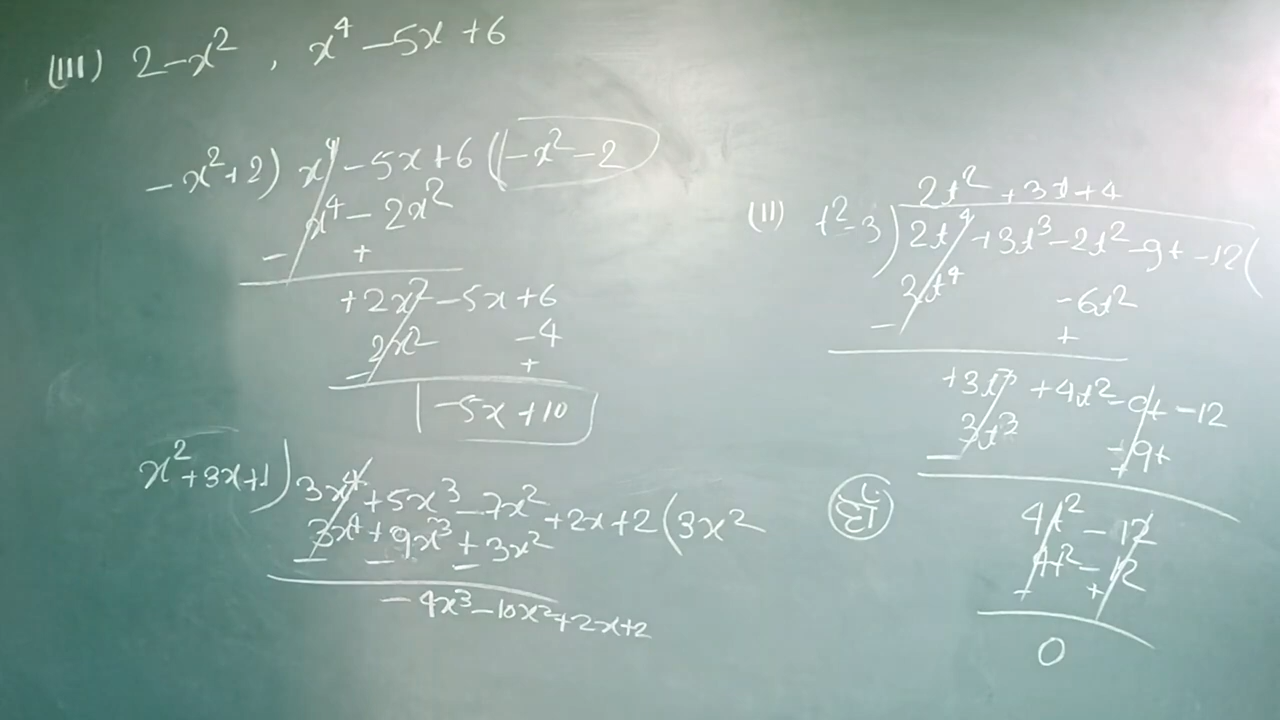 (III) 2-x² , x⁴-5x+6
-x²+2) x⁴-5x+6 (-x²-2
x⁴-2x²
- +
+2x²-5x+6
2x² -4
- +
-5x+10
x²+3x+1) 3x⁴+5x³-7x²+2x+2 (3x²
3x⁴+9x³+3x²
- - -
-4x³-10x²+2x+2
2t²+3t+4
(II) t²-3) 2t⁴+3t³-2t²-9t-12(
2t⁴ -6t²
- +
+3t³+4t²-9t-12
3t³ -9t
- +
हाँ
4t²-12
4t²-12
- +
0